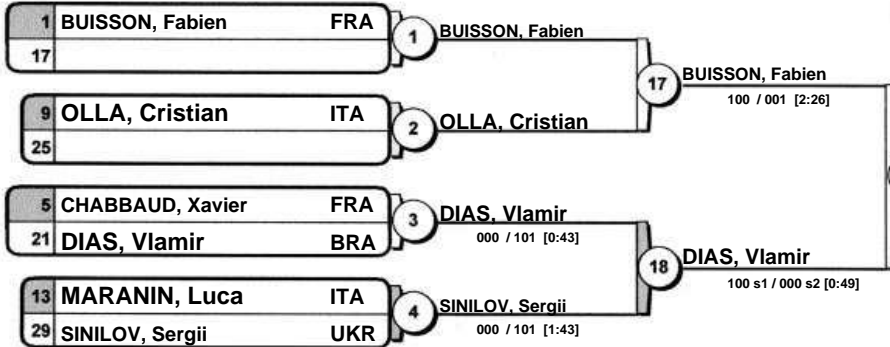 1 BUISSON, Fabien FRA
17
1 BUISSON, Fabien
9 OLLA, Cristian ITA
25
2 OLLA, Cristian
17 BUISSON, Fabien
100 / 001 [2:26]
5 CHABBAUD, Xavier FRA
21 DIAS, Vlamir BRA
3 DIAS, Vlamir
000 / 101 [0:43]
13 MARANIN, Luca ITA
29 SINILOV, Sergii UKR
4 SINILOV, Sergii
000 / 101 [1:43]
18 DIAS, Vlamir
100 s1 / 000 s2 [0:49]